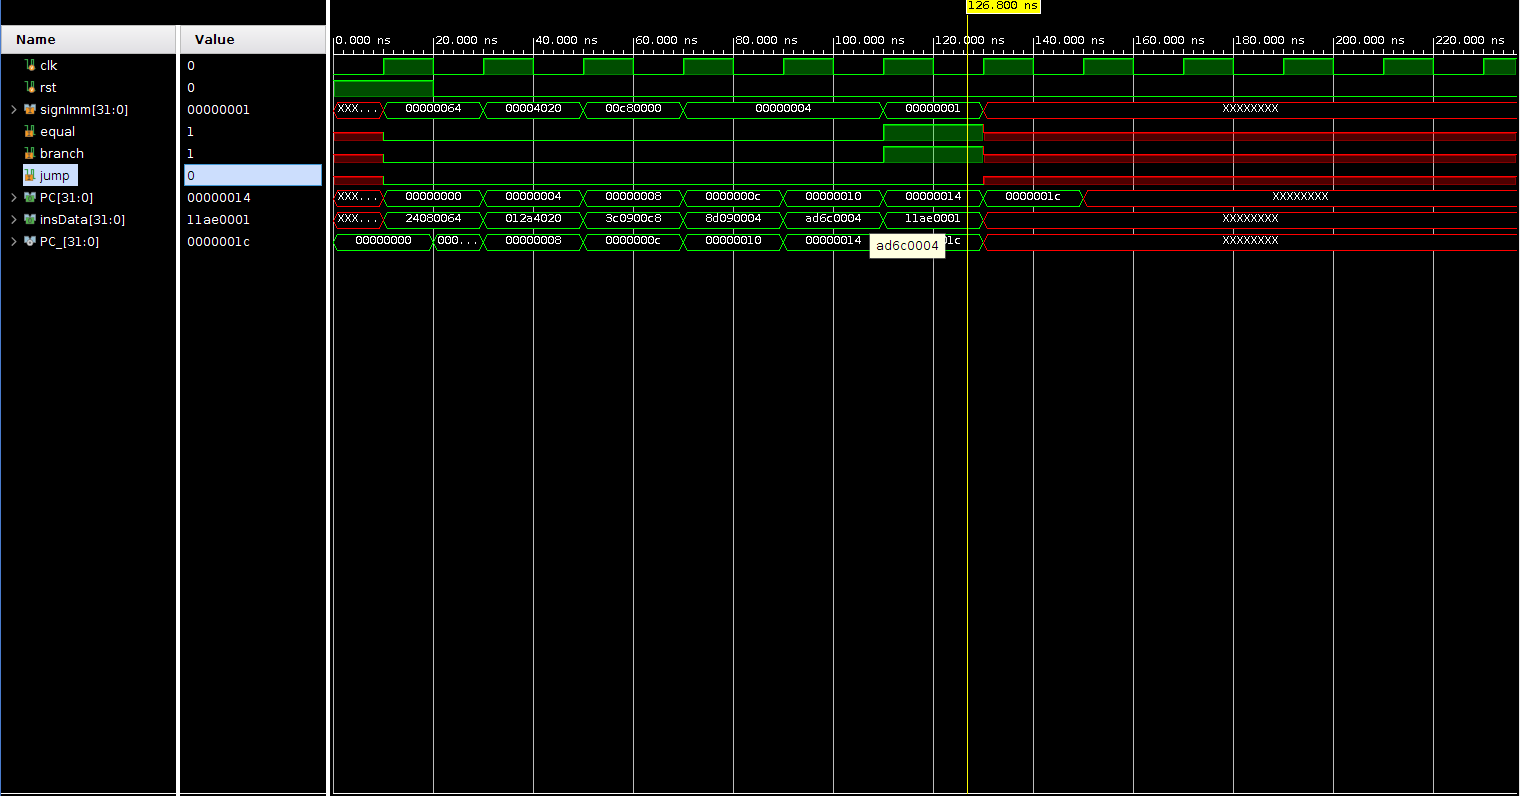 126.800 ns
Name Value
0.000 ns 20.000 ns 40.000 ns 60.000 ns 80.000 ns 100.000 ns 120.000 ns 140.000 ns 160.000 ns 180.000 ns 200.000 ns 220.000 ns
clk 0
rst 0
signImm[31:0] 00000001 XXX... 00000064 00004020 00c80000 00000004 00000001 XXXXXXXX
equal 1
branch 1
jump 0
PC[31:0] 00000014 XXX... 00000000 00000004 00000008 0000000c 00000010 00000014 0000001c XXXXXXXX
insData[31:0] 11ae0001 XXX... 24080064 012a4020 3c0900c8 8d090004 ad6c0004 11ae0001 XXXXXXXX
PC_[31:0] 0000001c 00000000 000... 00000008 0000000c 00000010 00000014 1c XXXXXXXX
ad6c0004